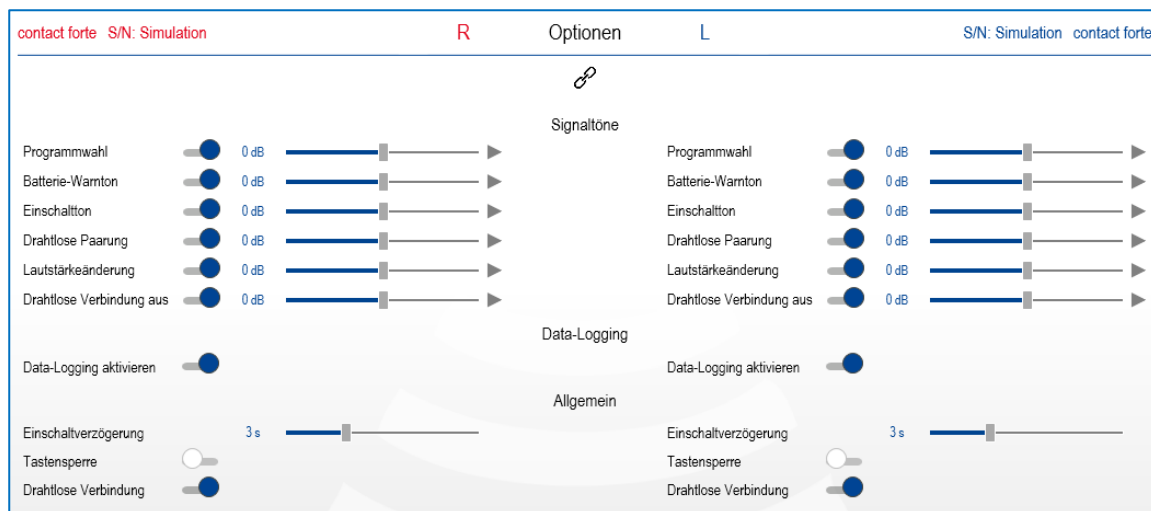 contact forte S/N: Simulation R Optionen L S/N: Simulation contact forte
Signaltöne
Programmwahl 0 dB Programmwahl 0 dB
Batterie-Warnton 0 dB Batterie-Warnton 0 dB
Einschaltton 0 dB Einschaltton 0 dB
Drahtlose Paarung 0 dB Drahtlose Paarung 0 dB
Lautstärkeänderung 0 dB Lautstärkeänderung 0 dB
Drahtlose Verbindung aus 0 dB Drahtlose Verbindung aus 0 dB
Data-Logging
Data-Logging aktivieren Data-Logging aktivieren
Allgemein
Einschaltverzögerung 3 s Einschaltverzögerung 3 s
Tastensperre Tastensperre
Drahtlose Verbindung Drahtlose Verbindung